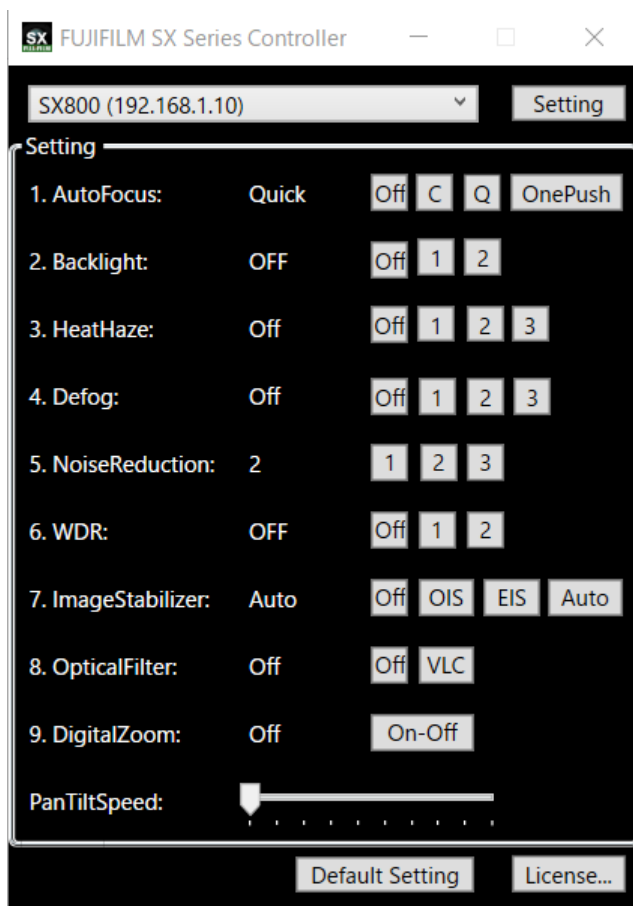 SX FUJIFILM SX Series Controller
SX800 (192.168.1.10) Setting
Setting
1. AutoFocus: Quick Off C Q OnePush
2. Backlight: OFF Off 1 2
3. HeatHaze: Off Off 1 2 3
4. Defog: Off Off 1 2 3
5. NoiseReduction: 2 1 2 3
6. WDR: OFF Off 1 2
7. ImageStabilizer: Auto Off OIS EIS Auto
8. OpticalFilter: Off Off VLC
9. DigitalZoom: Off On-Off
PanTiltSpeed:
Default Setting License...